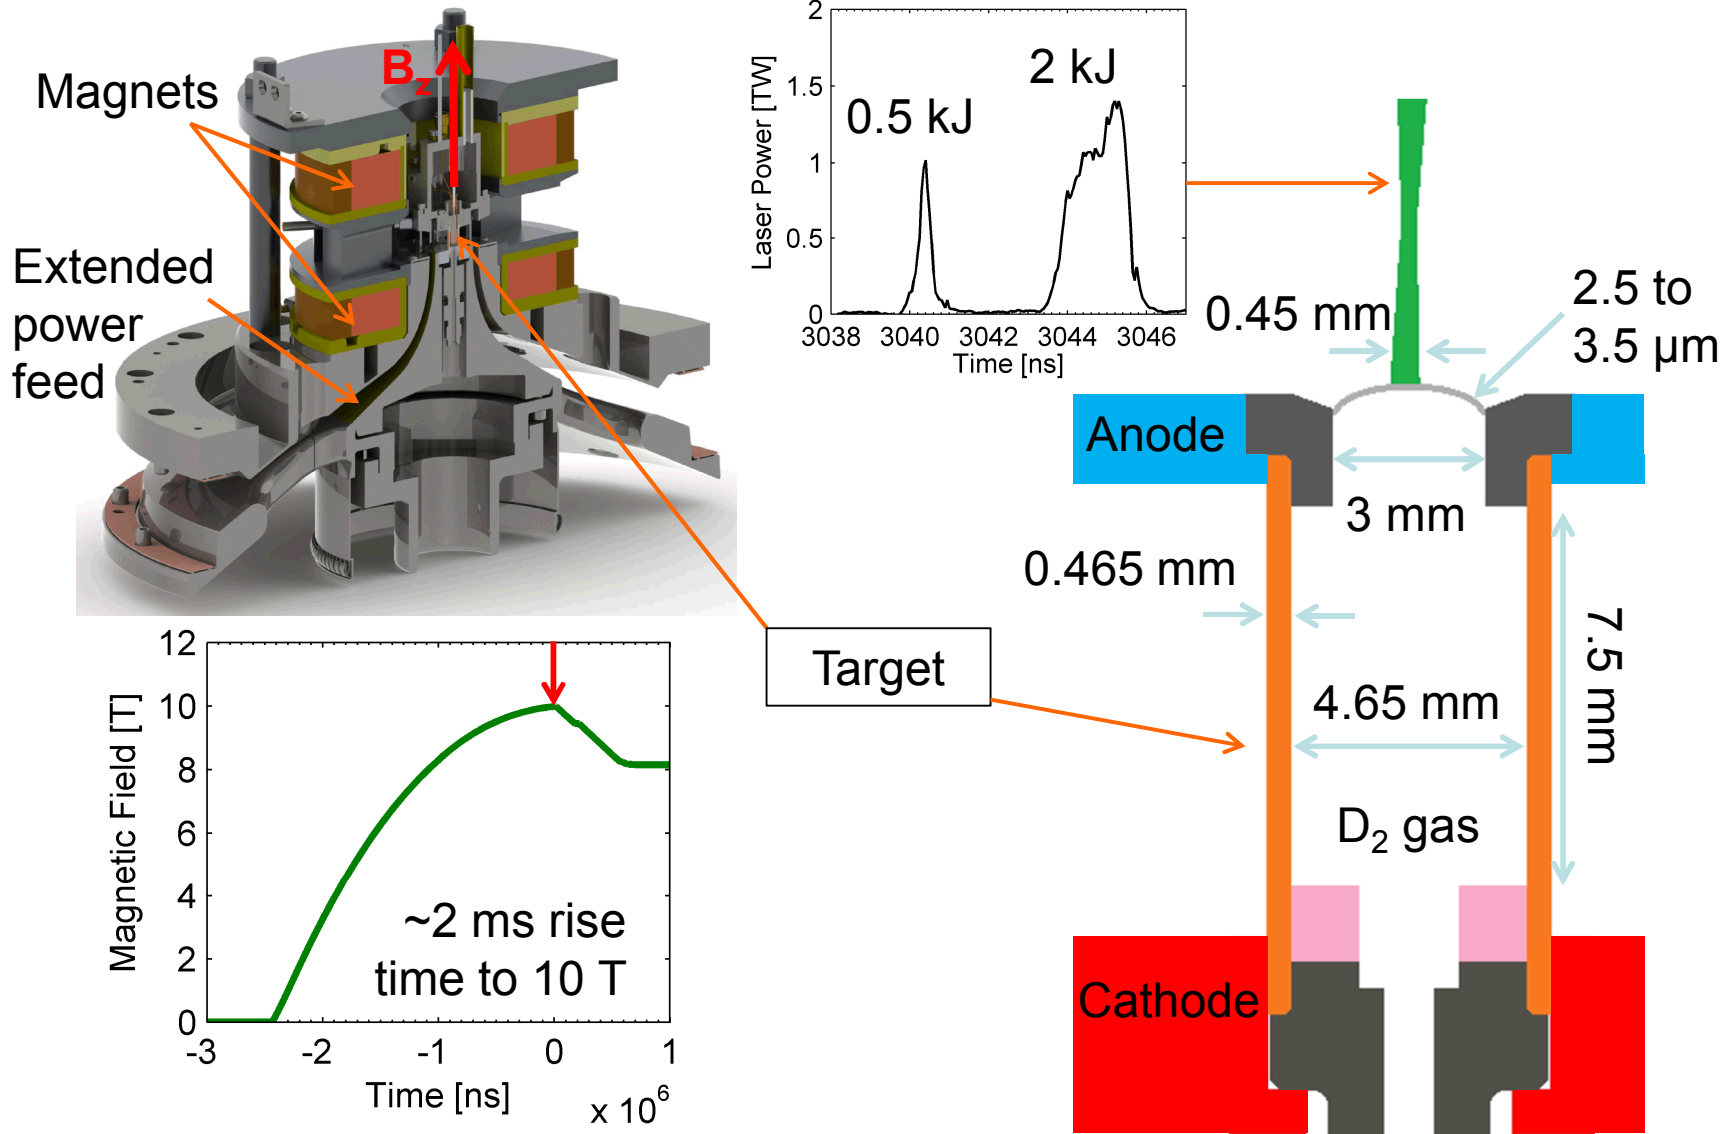 Magnets
B_z
Extended
power
feed
2
1.5
1
0.5
0
Laser Power [TW]
0.5 kJ
2 kJ
3038
3040
3042
3044
3046
Time [ns]
0.45 mm
2.5 to
3.5 µm
Anode
3 mm
0.465 mm
7.5 mm
Target
4.65 mm
D₂ gas
Cathode
12
10
8
6
4
2
0
Magnetic Field [T]
~2 ms rise
time to 10 T
-3
-2
-1
0
1
Time [ns]
x 10⁶